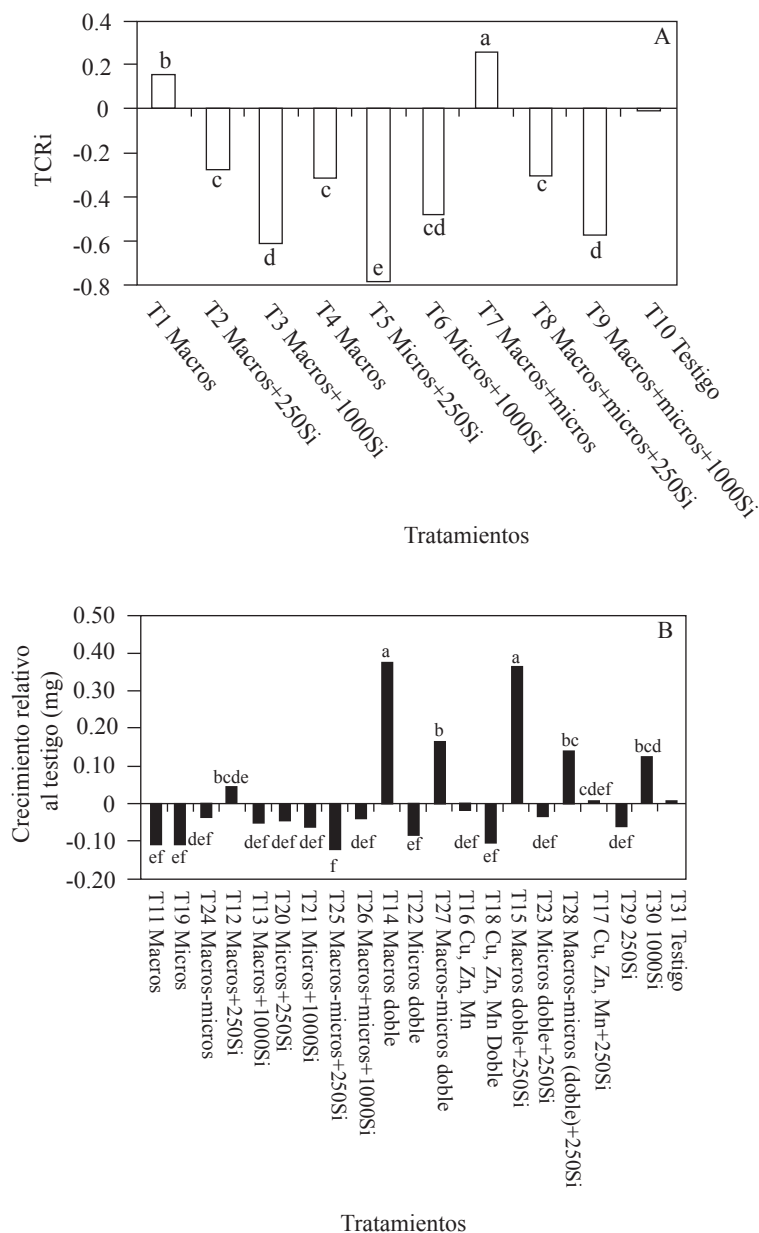 A
0.4
0.2
0
-0.2
-0.4
-0.6
-0.8
TCRi
b
c
d
c
e
cd
a
c
d
T1 Macros
T2 Macros+250Si
T3 Macros+1000Si
T4 Macros
T5 Micros+250Si
T6 Micros+1000Si
T7 Macros+micros
T8 Macros+micros+250Si
T9 Macros+micros+1000Si
T10 Testigo
Tratamientos
B
0.50
0.40
0.30
0.20
0.10
0
-0.10
-0.20
Crecimiento relativo
al testigo (mg)
ef
ef
def
bcde
def
def
def
f
def
a
ef
b
def
ef
a
def
bc
cdef
def
bcd
T11 Macros
T19 Micros
T24 Macros-micros
T12 Macros+250Si
T13 Macros+1000Si
T20 Micros+250Si
T21 Micros+1000Si
T25 Macros-micros+250Si
T26 Macros+micros+1000Si
T14 Macros doble
T22 Micros doble
T27 Macros-micros doble
T16 Cu, Zn, Mn
T18 Cu, Zn, Mn Doble
T15 Macros doble+250Si
T23 Micros doble+250Si
T28 Macros-micros (doble)+250Si
T17 Cu, Zn, Mn+250Si
T29 250Si
T30 1000Si
T31 Testigo
Tratamientos